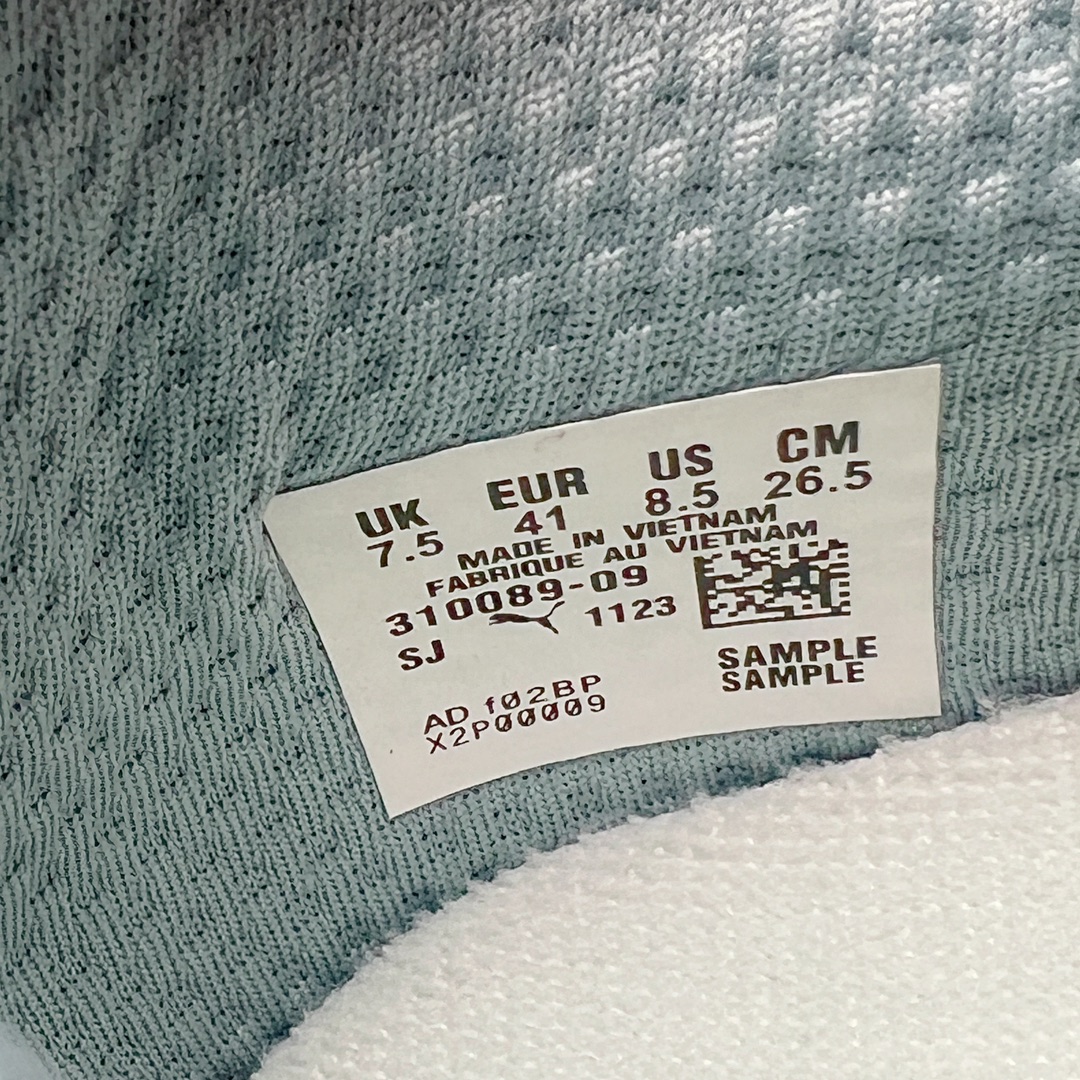 UK EUR US CM
7.5 41 8.5 26.5
MADE IN VIETNAM
FABRIQUE AU VIETNAM
310089-09
SJ 1123
SAMPLE
SAMPLE
AD f02BP
X2P00009